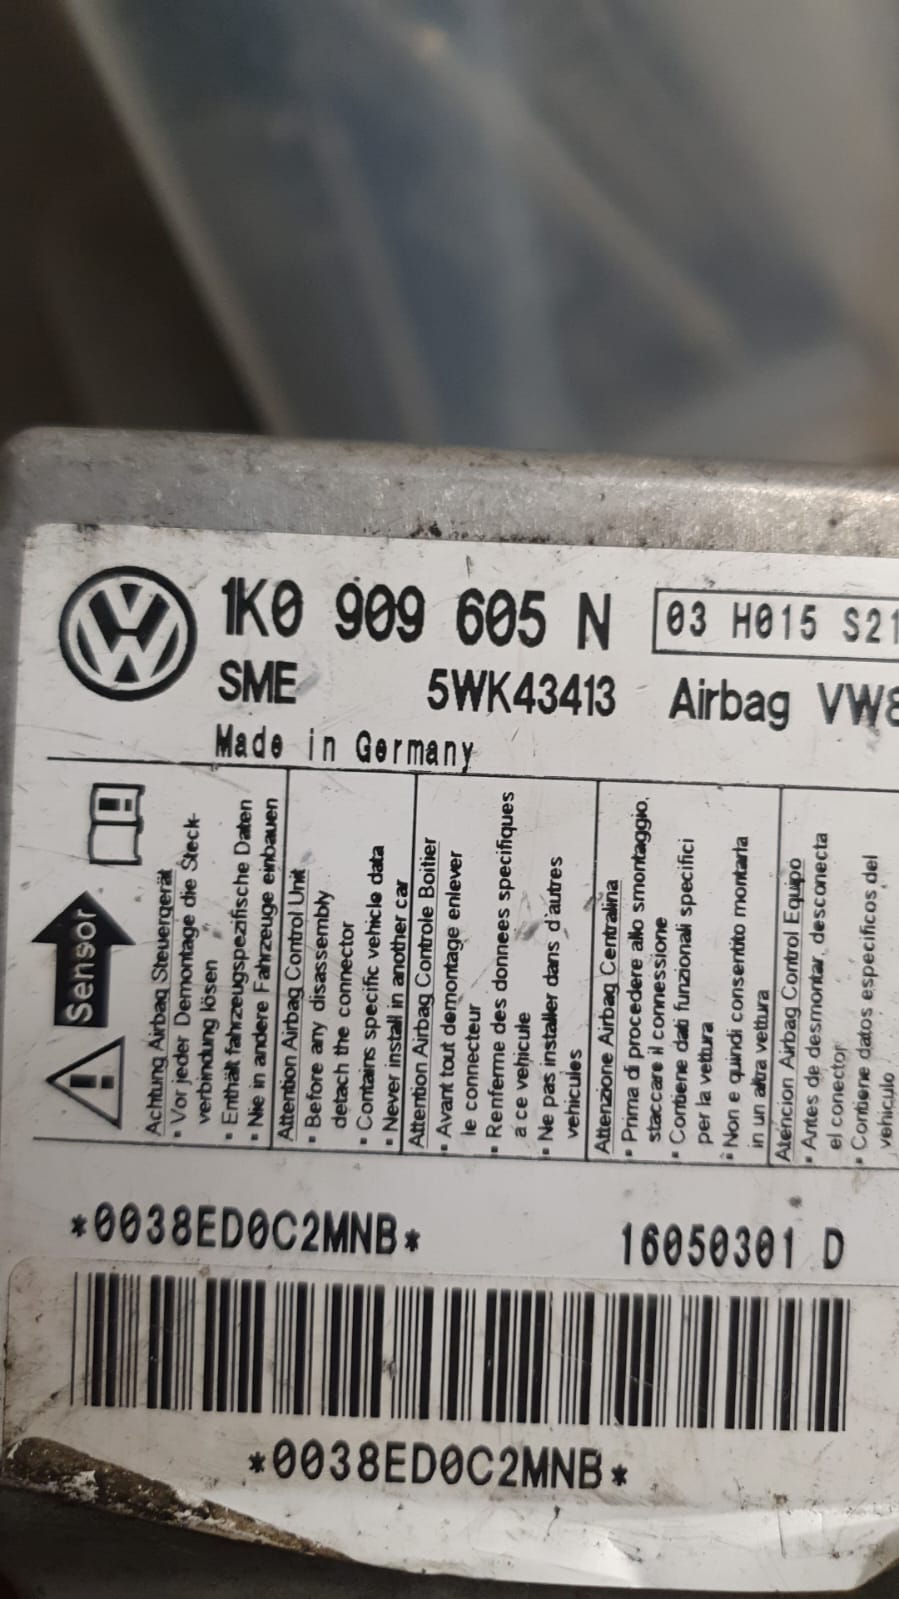 1K0 909 605 N
03 H015 S21
SME 5WK43413 Airbag VW8
Made in Germany
Sensor
Achtung Airbag Steuergerät
▪ Vor jeder Demontage die Steck-
verbindung lösen
▪ Enthält fahrzeugspezifische Daten
▪ Nie in andere Fahrzeuge einbauen
Attention Airbag Control Unit
▪ Before any disassembly
detach the connector
▪ Contains specific vehicle data
▪ Never install in another car
Attention Airbag Controle Boitier
▪ Avant tout demontage enlever
le connecteur
▪ Renferme des donnees specifiques
a ce vehicule
▪ Ne pas installer dans d'autres
vehicules
Attenzione Airbag Centralina
▪ Prima di procedere allo smontaggio,
staccare il connessione
▪ Contiene dati funzionali specifici
per la vettura
▪ Non e quindi consentito montarla
in un altra vettura
Atencion Airbag Control Equipo
▪ Antes de desmontar, desconecta
el conector
▪ Contiene datos especificos del
vehiculo
*0038ED0C2MNB* 16050301 D
*0038ED0C2MNB*